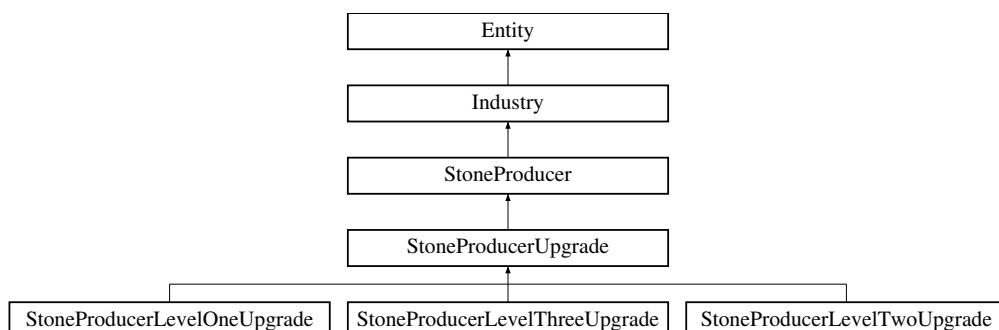 Entity
Industry
StoneProducer
StoneProducerUpgrade
StoneProducerLevelOneUpgrade
StoneProducerLevelThreeUpgrade
StoneProducerLevelTwoUpgrade